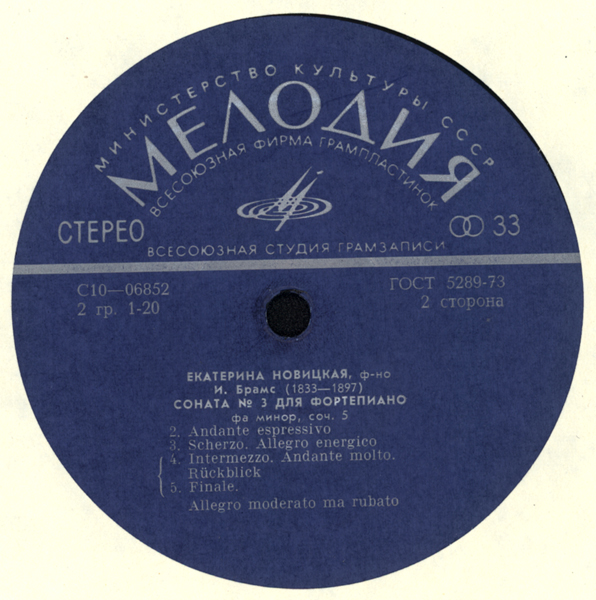 МИНИСТЕРСТВО КУЛЬТУРЫ СССР
МЕЛОДИЯ
ВСЕСОЮЗНАЯ ФИРМА ГРАМПЛАСТИНОК
СТЕРЕО
33
ВСЕСОЮЗНАЯ СТУДИЯ ГРАМЗАПИСИ
С10—06852
ГОСТ 5289-73
2 гр. 1-20
2 сторона
ЕКАТЕРИНА НОВИЦКАЯ, ф-но
И. Брамс (1833—1897)
СОНАТА № 3 ДЛЯ ФОРТЕПИАНО
фа минор, соч. 5
2. Andante espressivo
3. Scherzo. Allegro energico
4. Intermezzo. Andante molto.
Rückblick
5. Finale.
Allegro moderato ma rubato